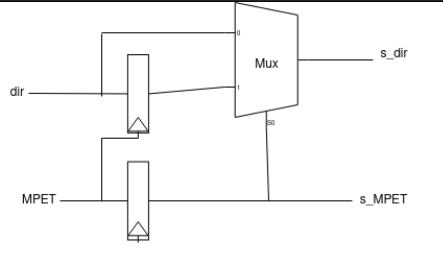 0
s_dir
Mux
dir
1
S0
MPET
s_MPET